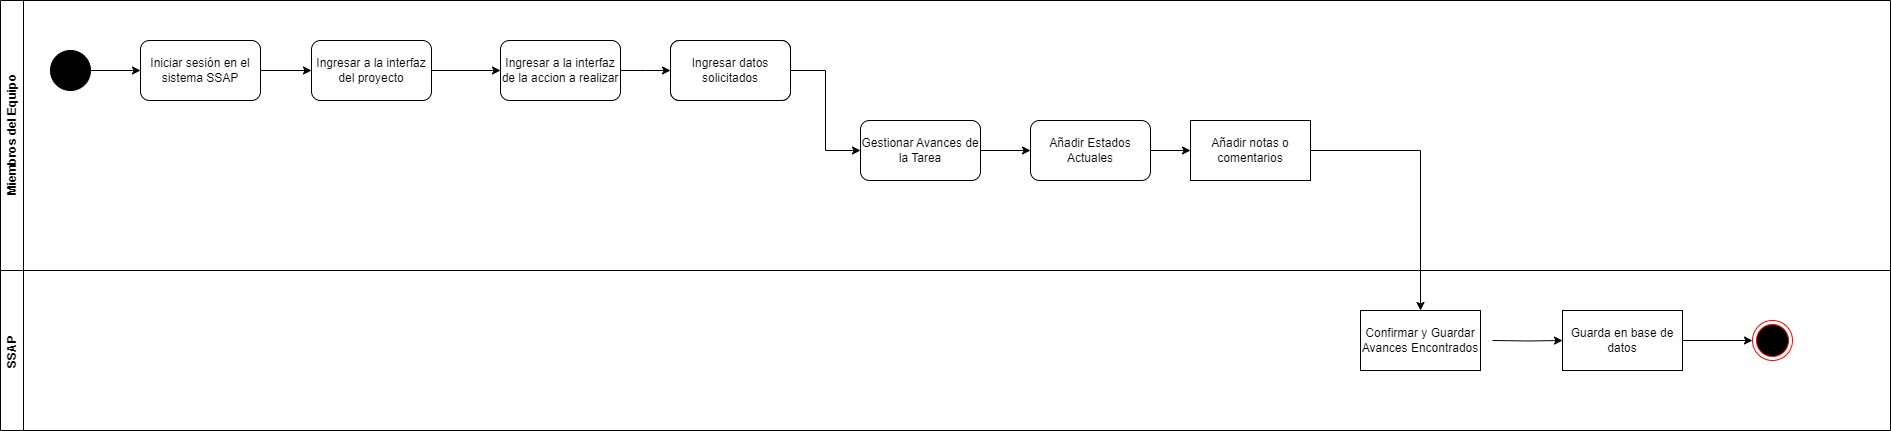 Miembros del Equipo
Iniciar sesión en el
sistema SSAP
Ingresar a la interfaz
del proyecto
Ingresar a la interfaz
de la accion a realizar
Ingresar datos
solicitados
Gestionar Avances de
la Tarea
Añadir Estados
Actuales
Añadir notas o
comentarios
SSAP
Confirmar y Guardar
Avances Encontrados
Guarda en base de
datos